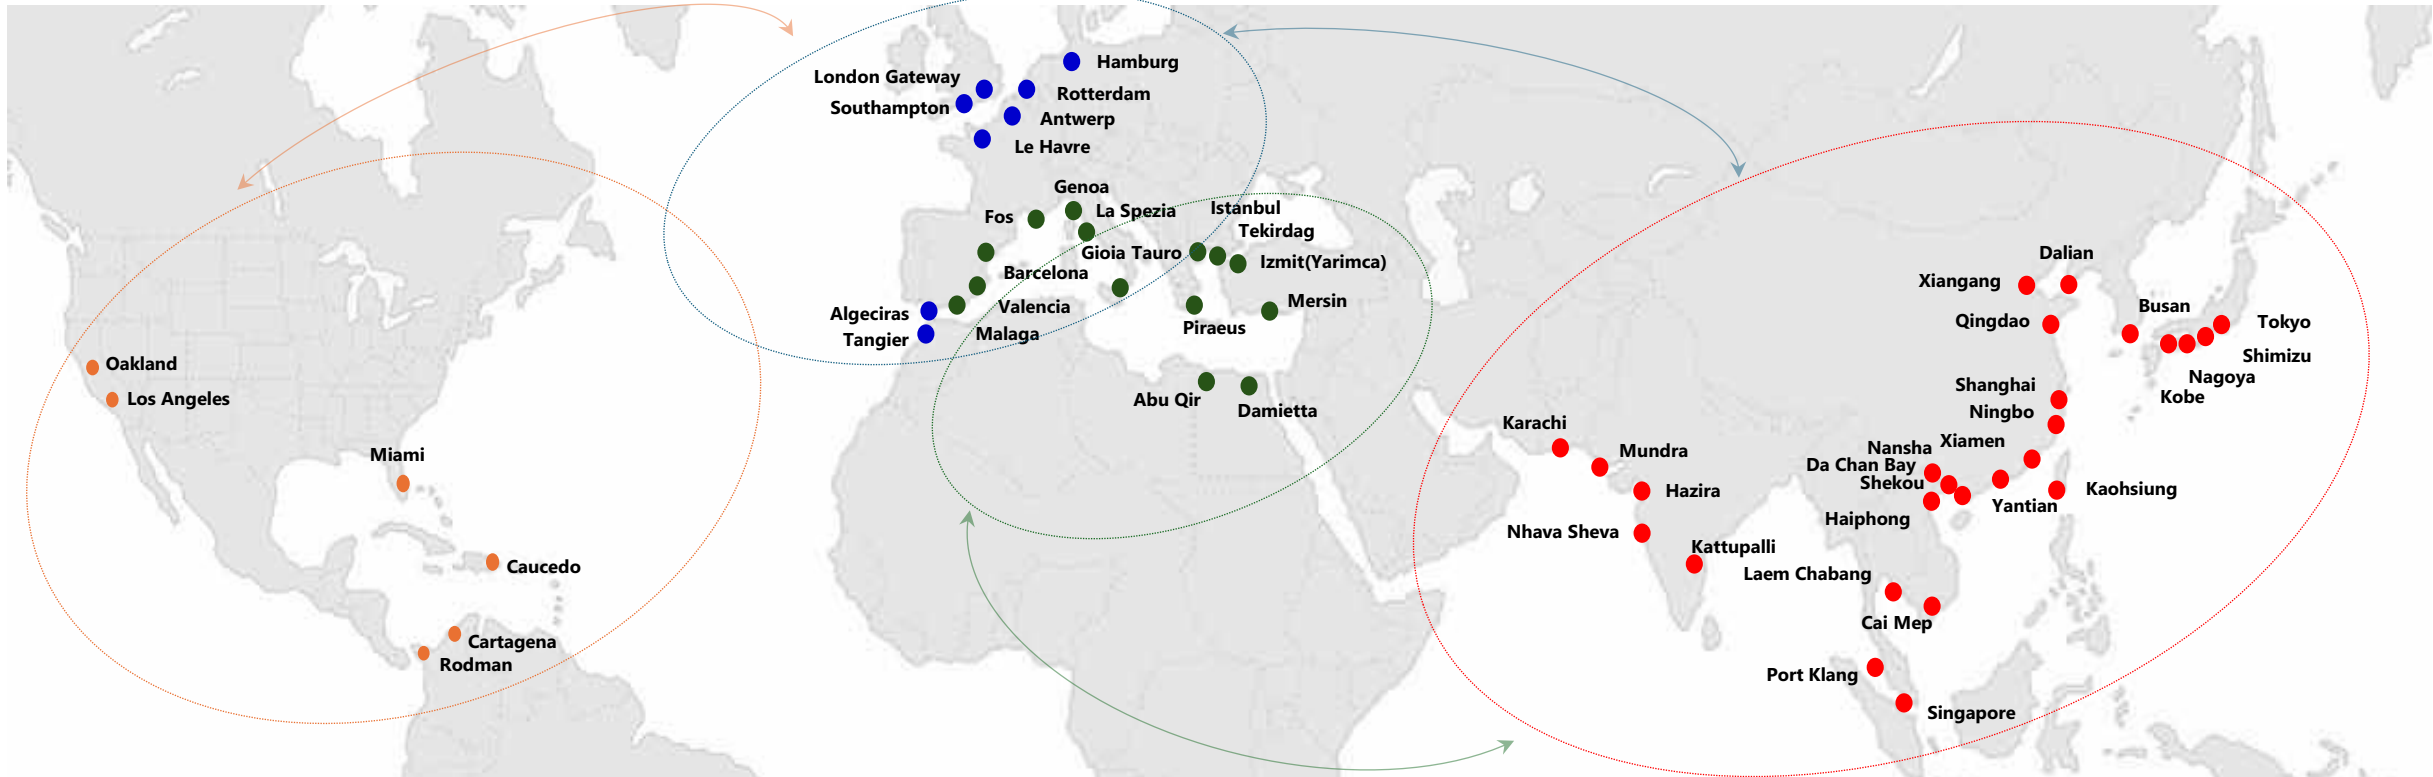 Hamburg
London Gateway
Rotterdam
Southampton
Antwerp
Le Havre
Genoa
Fos
La Spezia
Istanbul
Tekirdag
Gioia Tauro
Izmit(Yarimca)
Barcelona
Mersin
Valencia
Algeciras
Piraeus
Malaga
Tangier
Abu Qir
Damietta
Oakland
Los Angeles
Miami
Caucedo
Cartagena
Rodman
Dalian
Xiangang
Busan
Qingdao
Tokyo
Shimizu
Nagoya
Kobe
Shanghai
Ningbo
Xiamen
Nansha
Da Chan Bay
Shekou
Kaohsiung
Yantian
Haiphong
Karachi
Mundra
Hazira
Nhava Sheva
Kattupalli
Laem Chabang
Cai Mep
Port Klang
Singapore